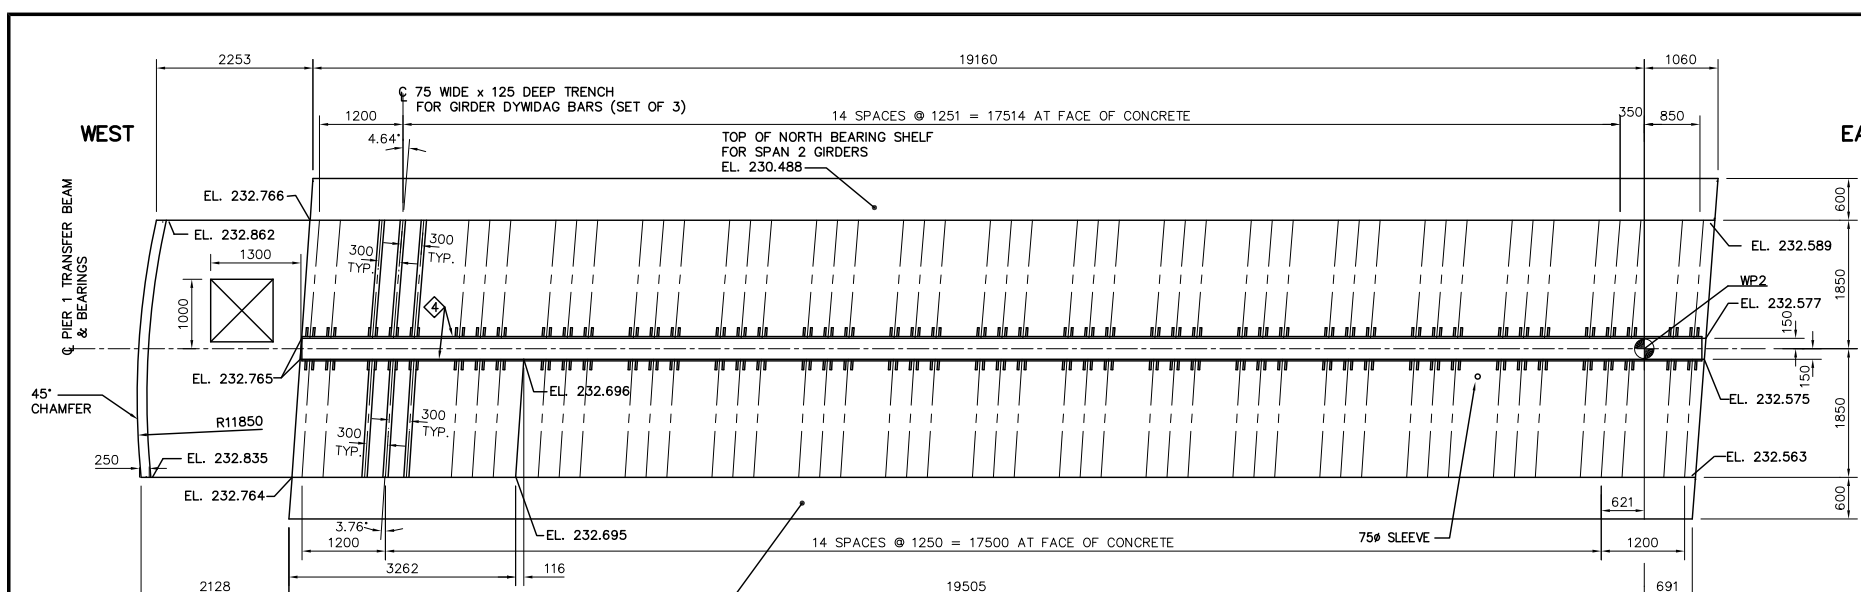 2253
19160
1060
℄ 75 WIDE x 125 DEEP TRENCH
FOR GIRDER DYWIDAG BARS (SET OF 3)
1200
14 SPACES @ 1251 = 17514 AT FACE OF CONCRETE
350
850
WEST
4.64°
TOP OF NORTH BEARING SHELF
FOR SPAN 2 GIRDERS
EL. 230.488
EA
℄ PIER 1 TRANSFER BEAM
& BEARINGS
EL. 232.766
600
EL. 232.862
300
TYP.
300
TYP.
EL. 232.589
1300
1850
1000
4
WP2
EL. 232.577
150
EL. 232.765
EL. 232.696
150
45°
CHAMFER
EL. 232.575
R11850
300
TYP.
300
TYP.
1850
250
EL. 232.835
EL. 232.563
EL. 232.764
600
621
3.76°
EL. 232.695
75ø SLEEVE
1200
14 SPACES @ 1250 = 17500 AT FACE OF CONCRETE
1200
3262
116
2128
19505
691